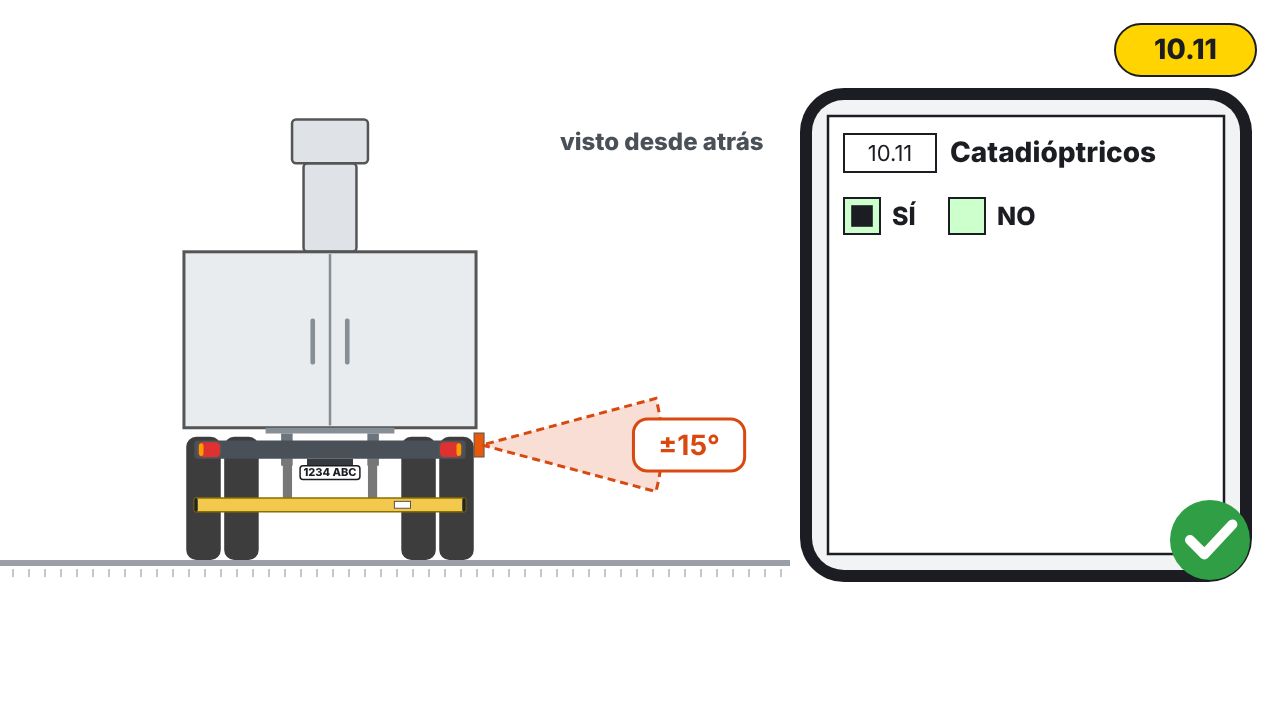 10.11
visto desde atrás
10.11 Catadióptricos
SÍ NO
±15°
1234 ABC